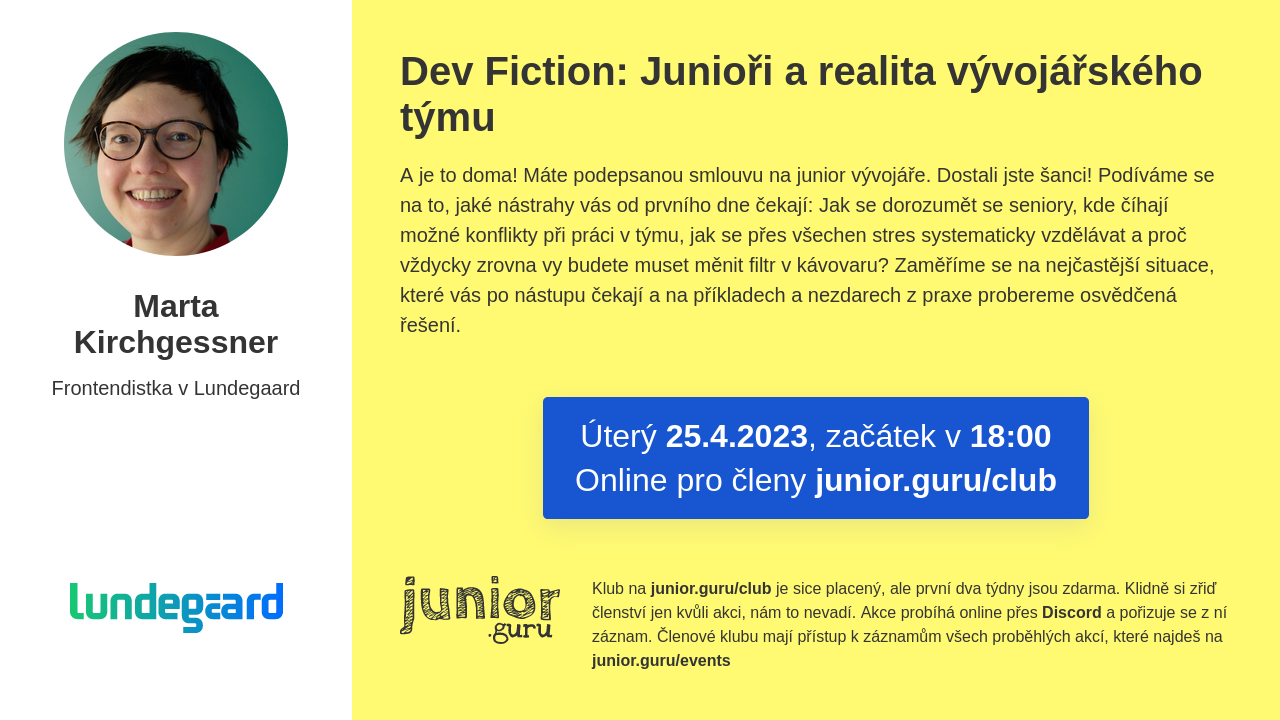 Marta
Kirchgessner
Frontendistka v Lundegaard
lundegaard
Dev Fiction: Junioři a realita vývojářského
týmu
A je to doma! Máte podepsanou smlouvu na junior vývojáře. Dostali jste šanci! Podíváme se
na to, jaké nástrahy vás od prvního dne čekají: Jak se dorozumět se seniory, kde číhají
možné konflikty při práci v týmu, jak se přes všechen stres systematicky vzdělávat a proč
vždycky zrovna vy budete muset měnit filtr v kávovaru? Zaměříme se na nejčastější situace,
které vás po nástupu čekají a na příkladech a nezdarech z praxe probereme osvědčená
řešení.
Úterý 25.4.2023, začátek v 18:00
Online pro členy junior.guru/club
junior
.guru
Klub na junior.guru/club je sice placený, ale první dva týdny jsou zdarma. Klidně si zřiď
členství jen kvůli akci, nám to nevadí. Akce probíhá online přes Discord a pořizuje se z ní
záznam. Členové klubu mají přístup k záznamům všech proběhlých akcí, které najdeš na
junior.guru/events